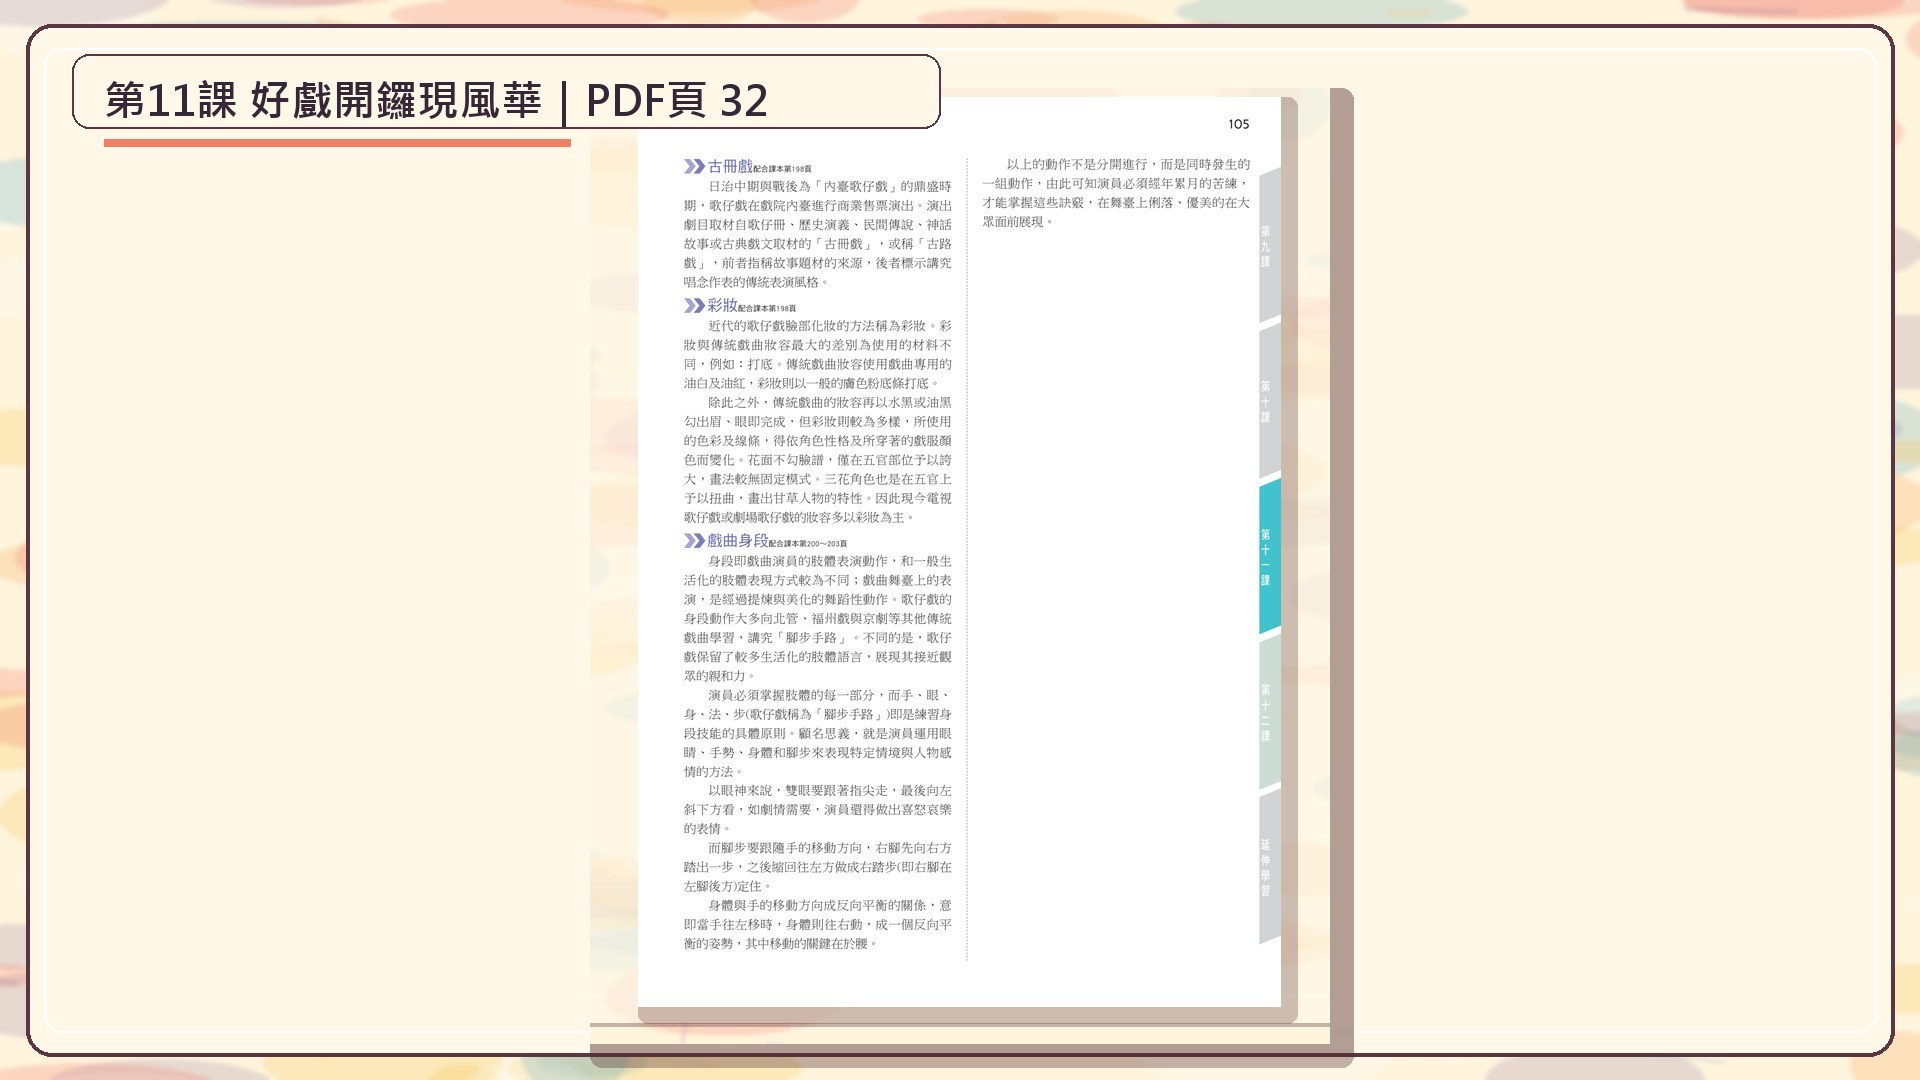 第11課 好戲開鑼現風華 | PDF頁 32
105
古冊戲配合課本第198頁
日治中期與戰後為「內臺歌仔戲」的鼎盛時
期，歌仔戲在戲院內臺進行商業售票演出。演出
劇目取材自歌仔冊、歷史演義、民間傳說、神話
故事或古典戲文取材的「古冊戲」，或稱「古路
戲」，前者指稱故事題材的來源，後者標示講究
唱念作表的傳統表演風格。
彩妝配合課本第198頁
近代的歌仔戲臉部化妝的方法稱為彩妝。彩
妝與傳統戲曲妝容最大的差別為使用的材料不
同，例如：打底。傳統戲曲妝容使用戲曲專用的
油白及油紅，彩妝則以一般的膚色粉底條打底。
除此之外，傳統戲曲的妝容再以水黑或油黑
勾出眉、眼即完成，但彩妝則較為多樣，所使用
的色彩及線條，得依角色性格及所穿著的戲服顏
色而變化。花面不勾臉譜，僅在五官部位予以誇
大，畫法較無固定模式。三花角色也是在五官上
予以扭曲，畫出甘草人物的特性。因此現今電視
歌仔戲或劇場歌仔戲的妝容多以彩妝為主。
戲曲身段配合課本第200～203頁
身段即戲曲演員的肢體表演動作，和一般生
活化的肢體表現方式較為不同；戲曲舞臺上的表
演，是經過提煉與美化的舞蹈性動作。歌仔戲的
身段動作大多向北管、福州戲與京劇等其他傳統
戲曲學習，講究「腳步手路」。不同的是，歌仔
戲保留了較多生活化的肢體語言，展現其接近觀
眾的親和力。
演員必須掌握肢體的每一部分，而手、眼、
身、法、步(歌仔戲稱為「腳步手路」)即是練習身
段技能的具體原則。顧名思義，就是演員運用眼
睛、手勢、身體和腳步來表現特定情境與人物感
情的方法。
以眼神來說，雙眼要跟著指尖走，最後向左
斜下方看，如劇情需要，演員還得做出喜怒哀樂
的表情。
而腳步要跟隨手的移動方向，右腳先向右方
踏出一步，之後縮回往左方做成右踏步(即右腳在
左腳後方)定住。
身體與手的移動方向成反向平衡的關係，意
即當手往左移時，身體則往右動，成一個反向平
衡的姿勢，其中移動的關鍵在於腰。
以上的動作不是分開進行，而是同時發生的
一組動作，由此可知演員必須經年累月的苦練，
才能掌握這些訣竅，在舞臺上俐落、優美的在大
眾面前展現。
第九課
第十課
第十一課
第十二課
延伸學習